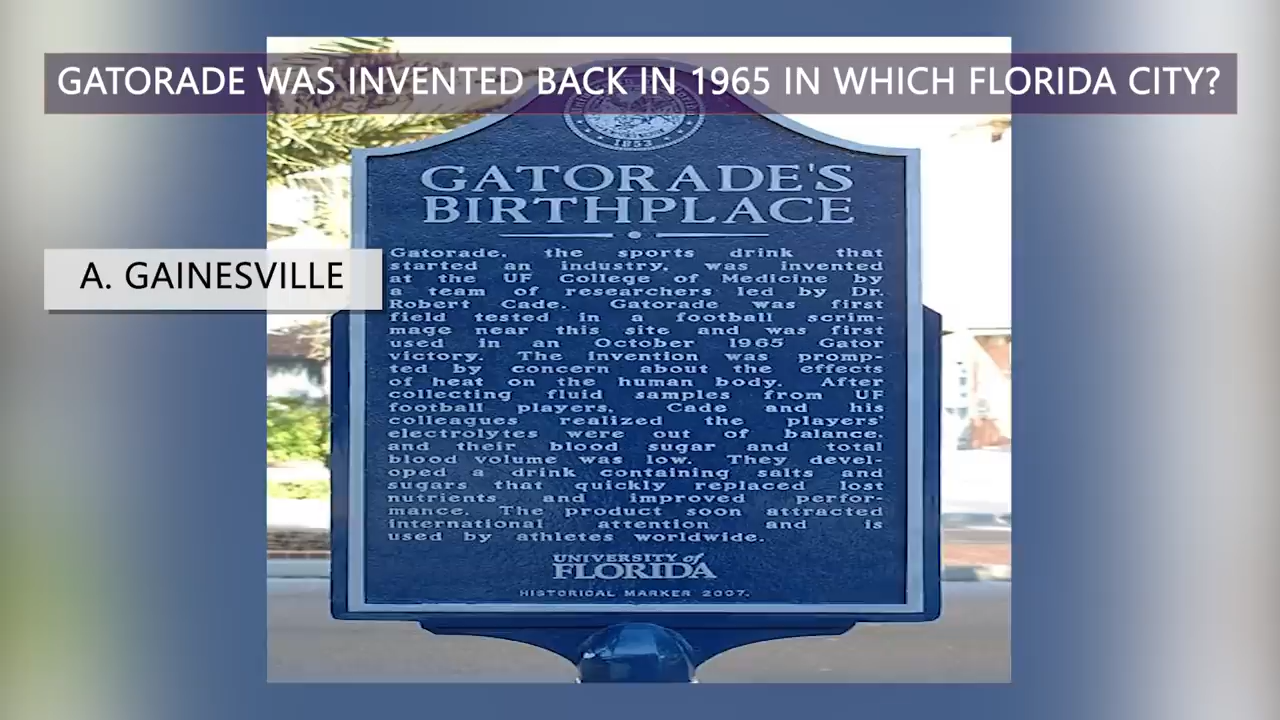 GATORADE WAS INVENTED BACK IN 1965 IN WHICH FLORIDA CITY?
1853
GATORADE'S
BIRTHPLACE
A. GAINESVILLE
Gatorade, the sports drink that
started an industry, was invented
at the UF College of Medicine by
a team of researchers led by Dr.
Robert Cade. Gatorade was first
field tested in a football scrim-
mage near this site and was first
used in an October 1965 Gator
victory. The invention was promp-
ted by concern about the effects
of heat on the human body. After
collecting fluid samples from UF
football players, Cade and his
colleagues realized the players'
electrolytes were out of balance,
and their blood sugar and total
blood volume was low. They devel-
oped a drink containing salts and
sugars that quickly replaced lost
nutrients and improved perfor-
mance. The product soon attracted
international attention and is
used by athletes worldwide.
UNIVERSITY of
FLORIDA
HISTORICAL MARKER 2007.